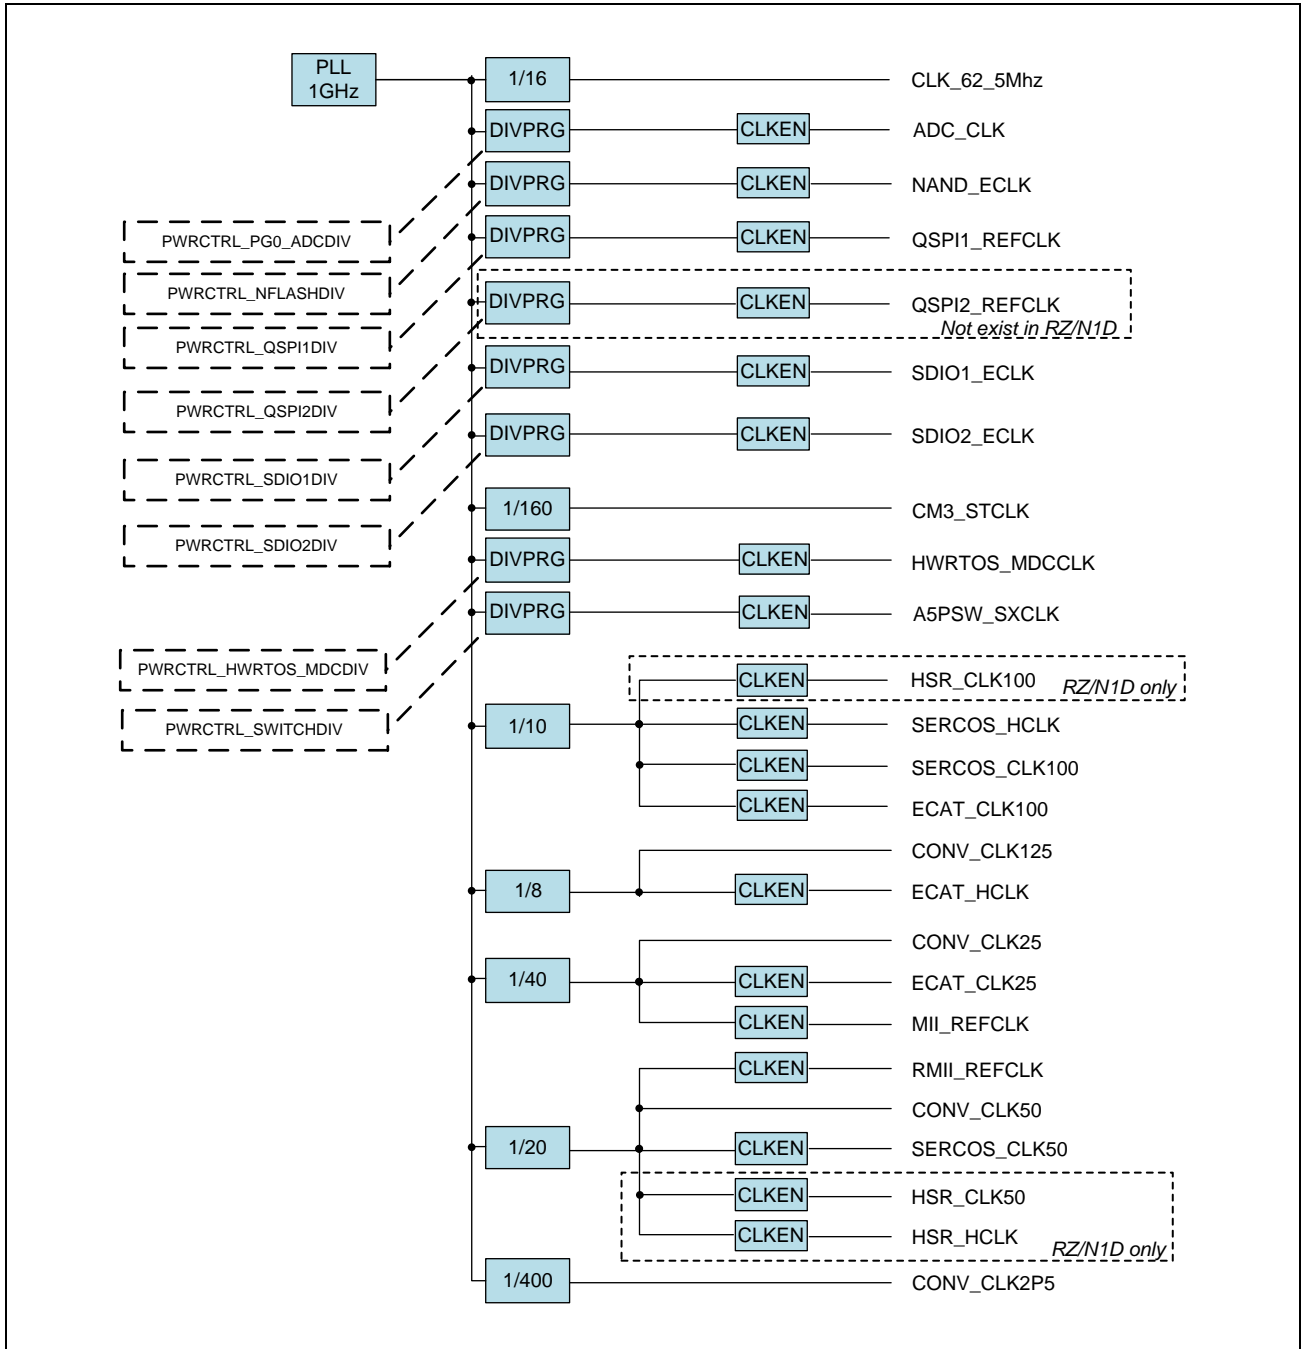 PLL
1GHz
1/16
CLK_62_5Mhz
DIVPRG
CLKEN
ADC_CLK
DIVPRG
CLKEN
NAND_ECLK
PWRCTRL_PG0_ADCDIV
DIVPRG
CLKEN
QSPI1_REFCLK
PWRCTRL_NFLASHDIV
DIVPRG
CLKEN
QSPI2_REFCLK
Not exist in RZ/N1D
PWRCTRL_QSPI1DIV
DIVPRG
CLKEN
SDIO1_ECLK
PWRCTRL_QSPI2DIV
DIVPRG
CLKEN
SDIO2_ECLK
PWRCTRL_SDIO1DIV
1/160
CM3_STCLK
PWRCTRL_SDIO2DIV
DIVPRG
CLKEN
HWRTOS_MDCCLK
DIVPRG
CLKEN
A5PSW_SXCLK
PWRCTRL_HWRTOS_MDCDIV
CLKEN
HSR_CLK100
RZ/N1D only
PWRCTRL_SWITCHDIV
1/10
CLKEN
SERCOS_HCLK
CLKEN
SERCOS_CLK100
CLKEN
ECAT_CLK100
CONV_CLK125
1/8
CLKEN
ECAT_HCLK
CONV_CLK25
1/40
CLKEN
ECAT_CLK25
CLKEN
MII_REFCLK
CLKEN
RMII_REFCLK
CONV_CLK50
1/20
CLKEN
SERCOS_CLK50
CLKEN
HSR_CLK50
CLKEN
HSR_HCLK
RZ/N1D only
1/400
CONV_CLK2P5